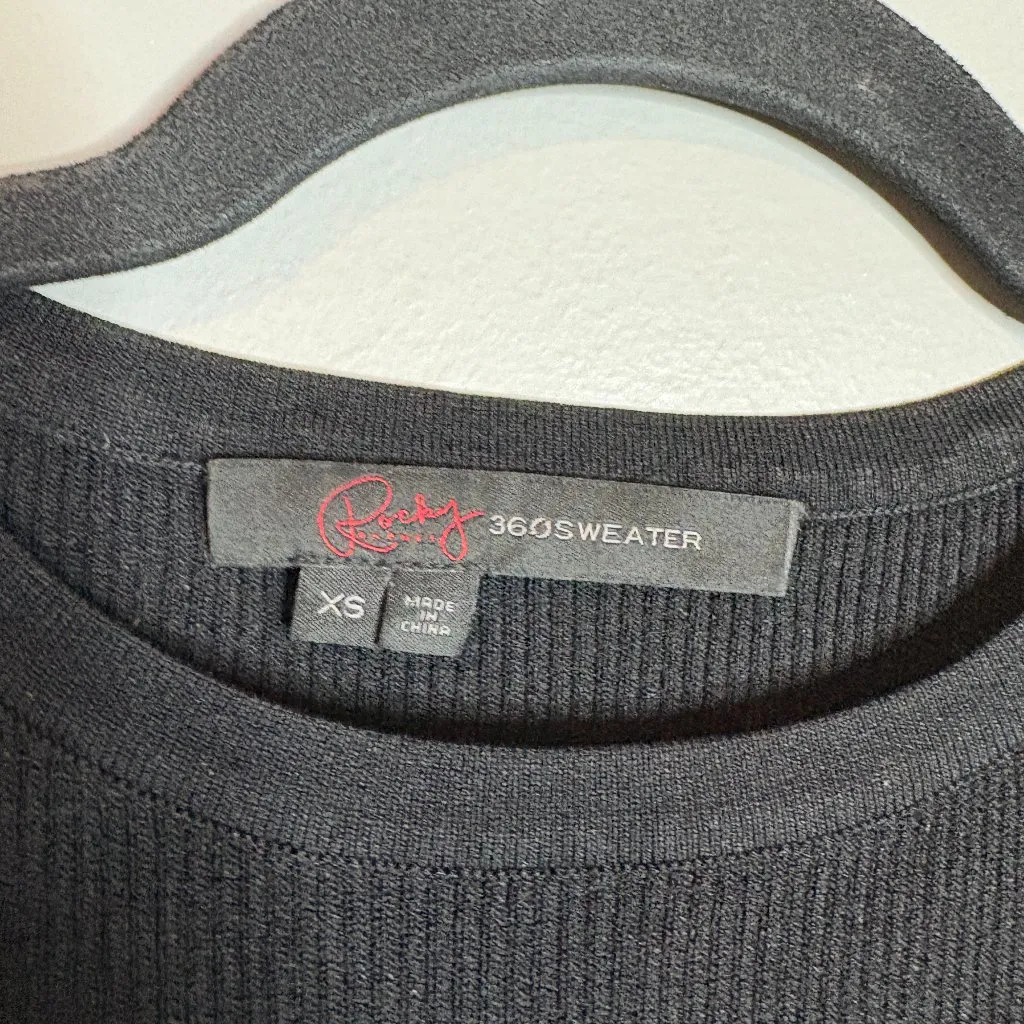 Rocky
360SWEATER
XS
MADE
IN
CHINA